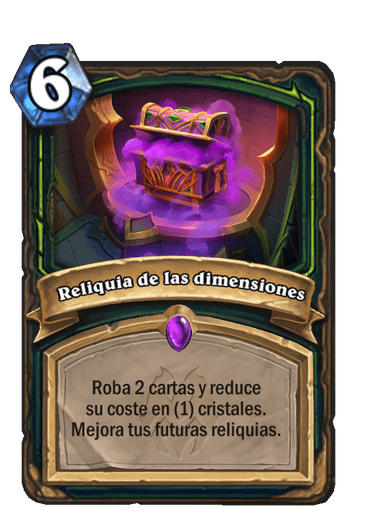 6
Reliquia de las dimensiones
Roba 2 cartas y reduce
su coste en (1) cristales.
Mejora tus futuras reliquias.